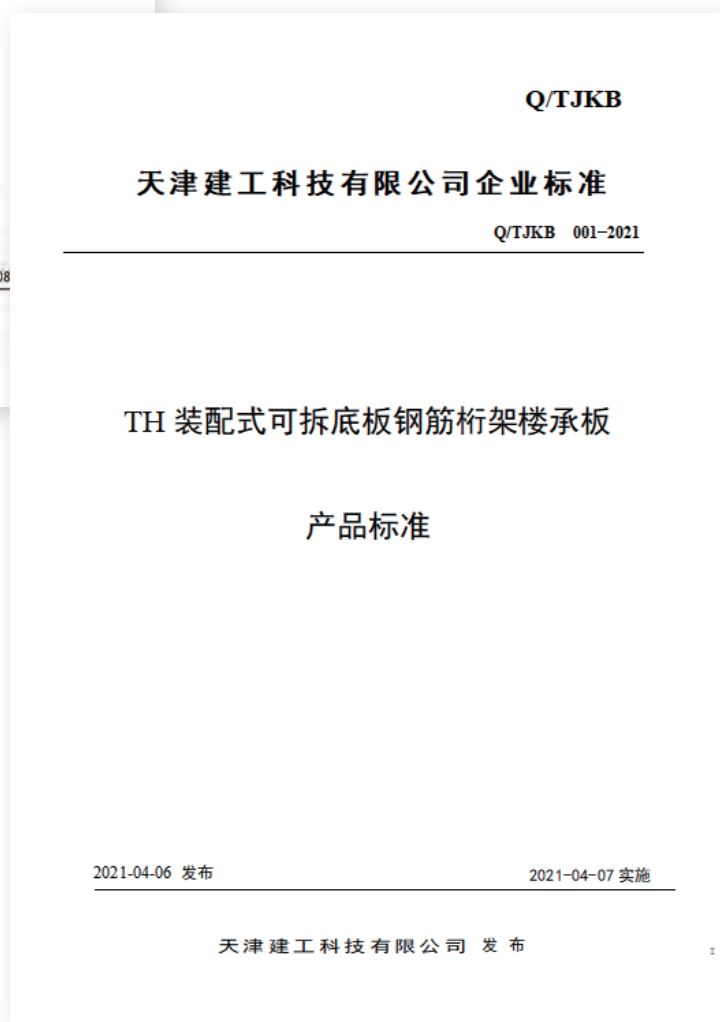 Q/TJKB
天津建工科技有限公司企业标准
Q/TJKB 001-2021
08
TH 装配式可拆底板钢筋桁架楼承板
产品标准
2021-04-06 发布
2021-04-07 实施
天津建工科技有限公司 发 布
I